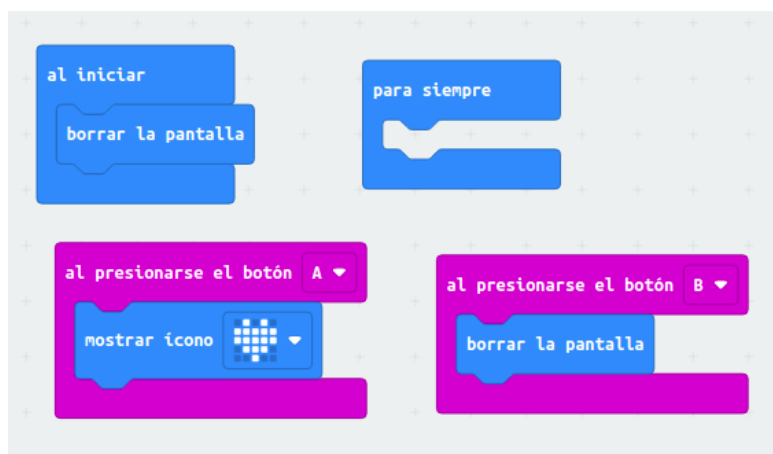 al iniciar
borrar la pantalla
para siempre
al presionarse el botón A
mostrar ícono
al presionarse el botón B
borrar la pantalla